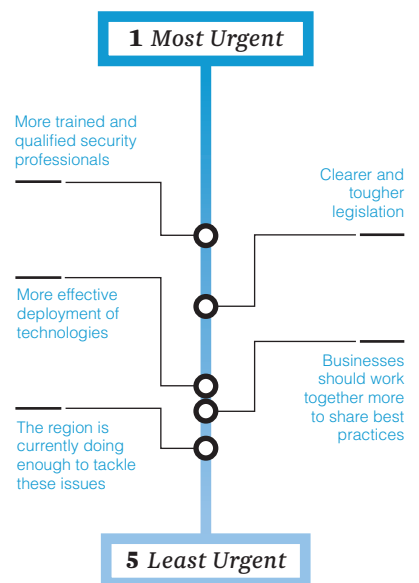 1 Most Urgent
More trained and
qualified security
professionals
Clearer and
tougher
legislation
More effective
deployment of
technologies
Businesses
should work
together more
to share best
practices
The region is
currently doing
enough to tackle
these issues
5 Least Urgent